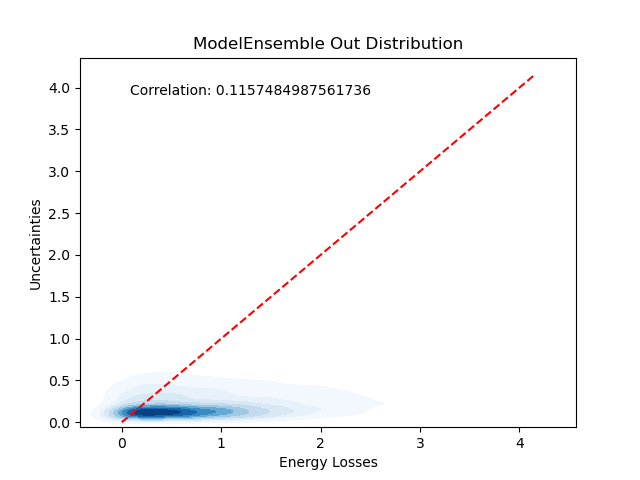 ModelEnsemble Out Distribution
Correlation: 0.1157484987561736
Uncertainties
4.0
3.5
3.0
2.5
2.0
1.5
1.0
0.5
0.0
0 1 2 3 4
Energy Losses